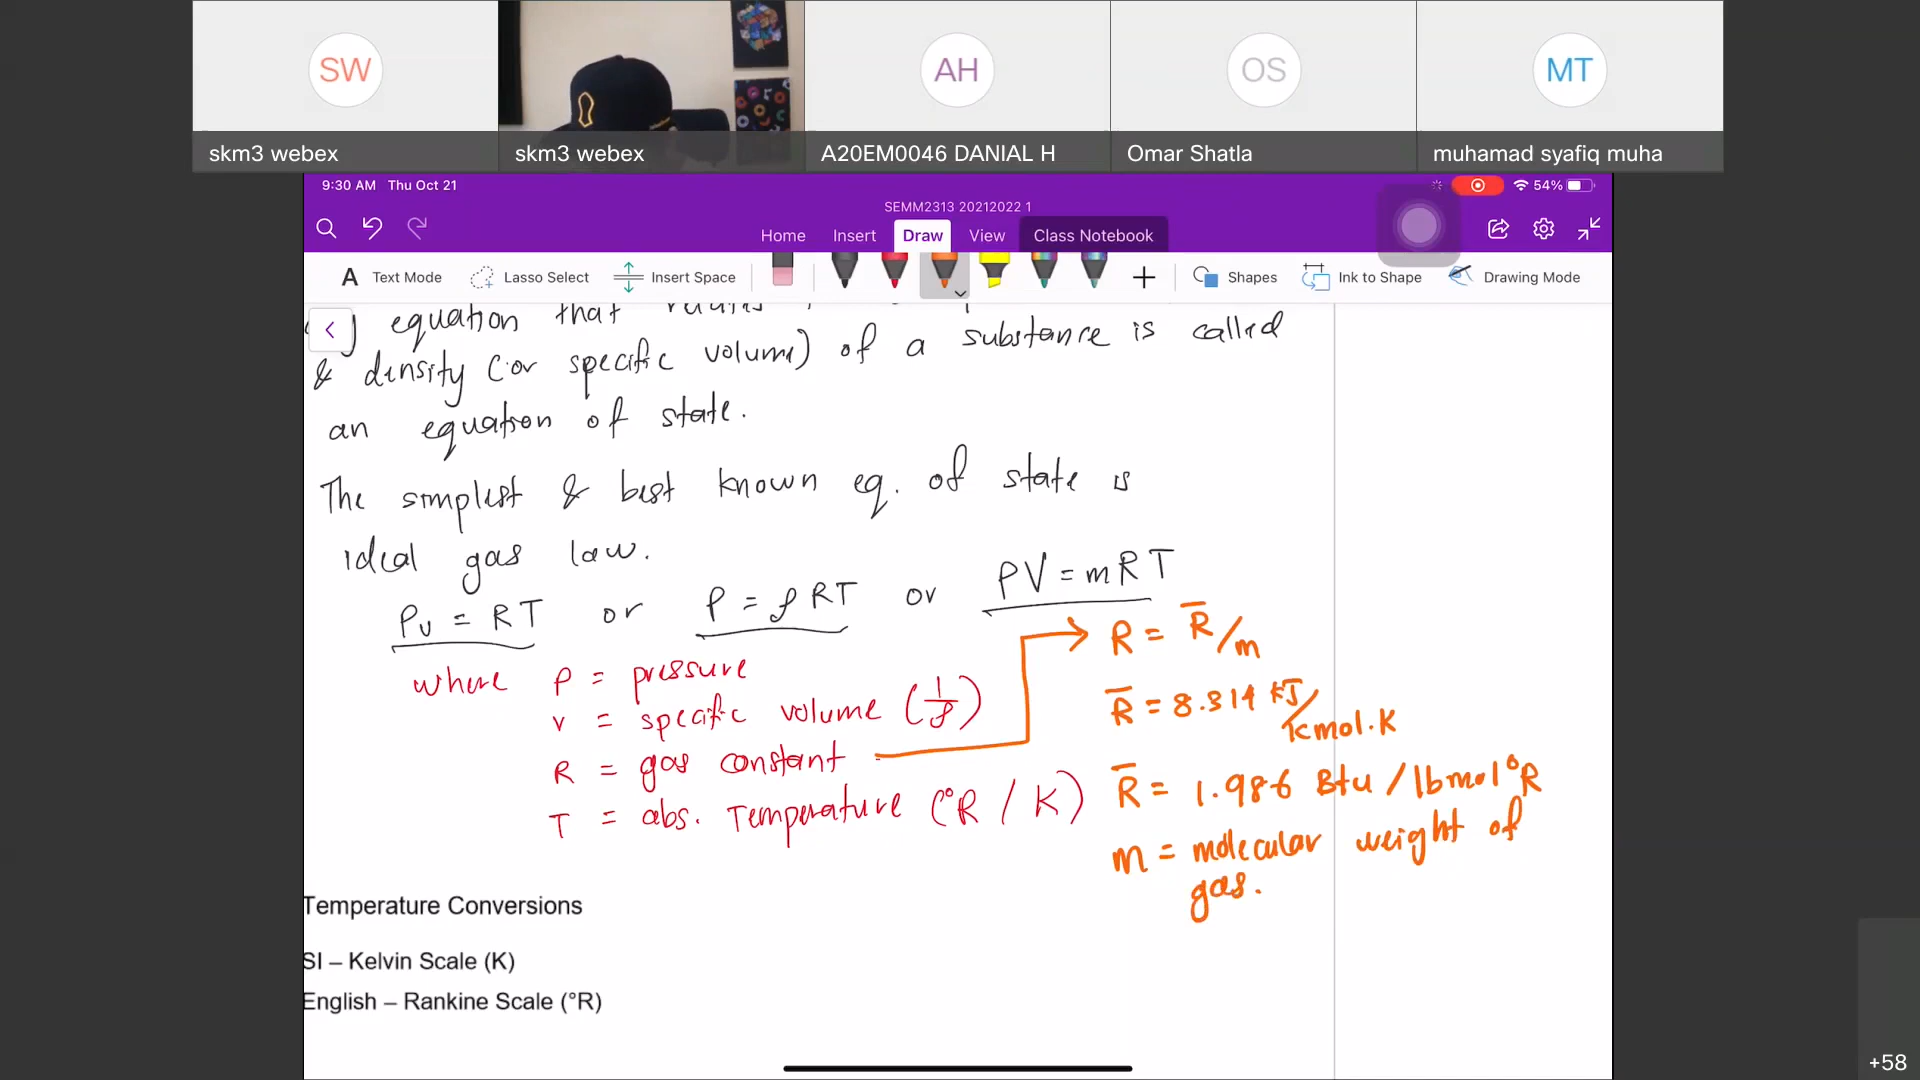 SW
AH
OS
MT
skm3 webex
skm3 webex
A20EM0046 DANIAL H
Omar Shatla
muhamad syafiq muha
9:30 AM Thu Oct 21
54%
SEMM2313 20212022 1
Home Insert Draw View Class Notebook
A Text Mode Lasso Select Insert Space Shapes Ink to Shape Drawing Mode
equation that
& density (or specific volume) of a substance is called
an equation of state.
The simplest & best known eq. of state is
ideal gas law.
Pv = RT or P = ρRT or PV = mRT
where P = pressure
v = specific volume (1/ρ)
R = gas constant
T = abs. Temperature (°R / K)
R = R̅/m
R̅ = 8.314 kJ/kmol.K
R̅ = 1.986 Btu/lbmol°R
m = molecular weight of
gas.
Temperature Conversions
SI – Kelvin Scale (K)
English – Rankine Scale (°R)
+58